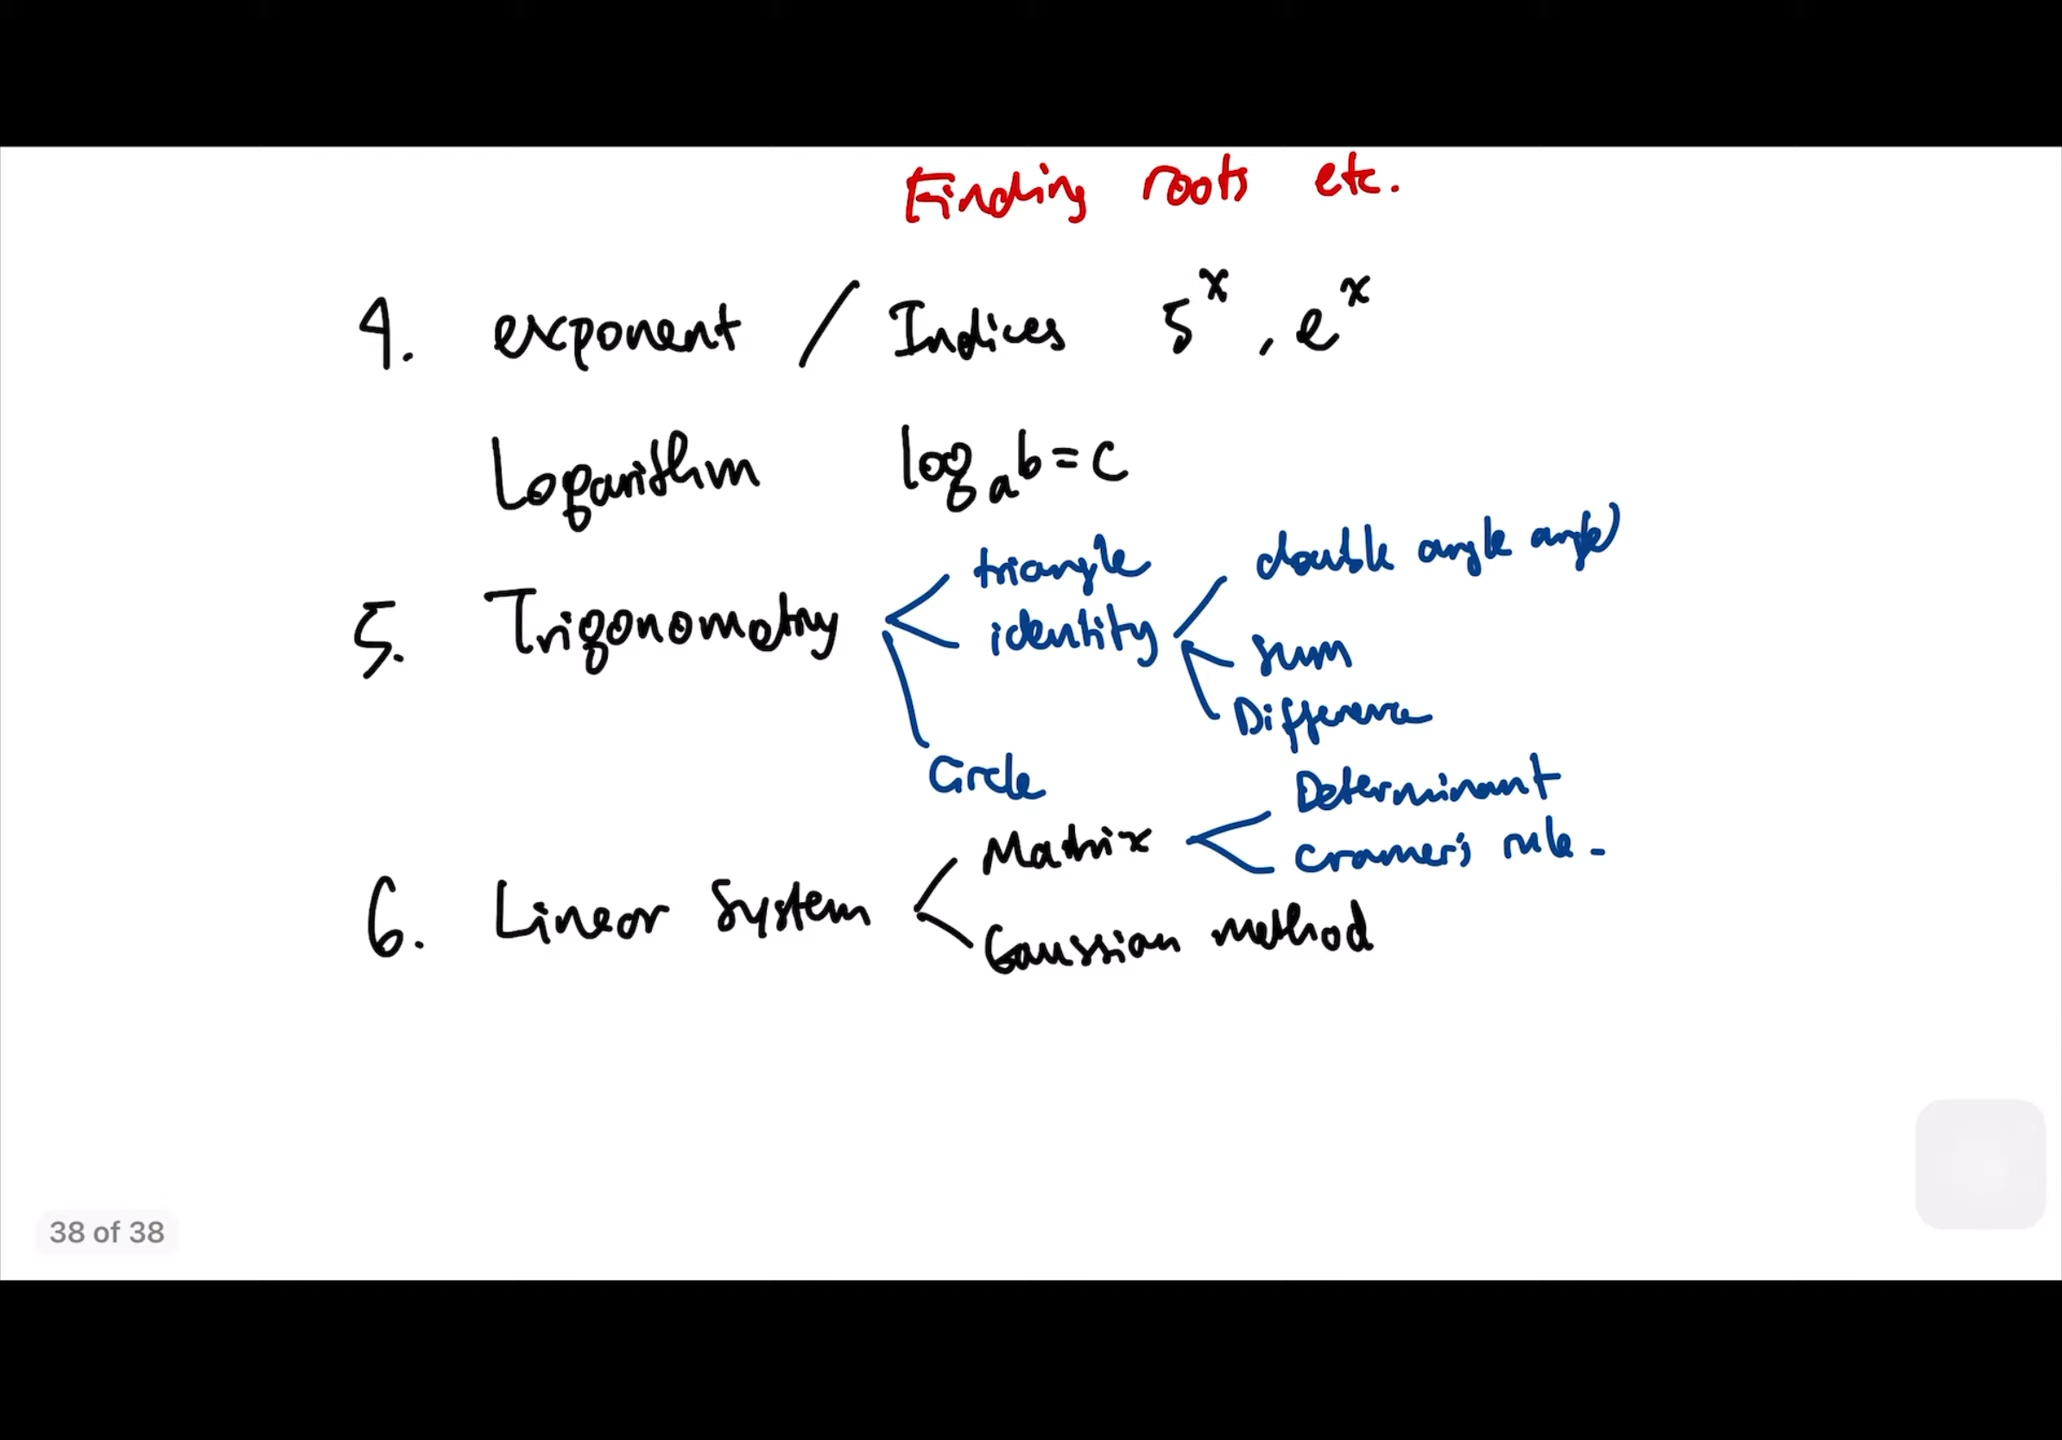 Finding roots etc.
4. exponent / Indices 5^x, e^x
Logarithm log_a b = c
5. Trigonometry
triangle
identity
double angle angle
sum
Difference
Circle
6. Linear System
Matrix
Determinant
cramer's rule -
Gaussian method
38 of 38